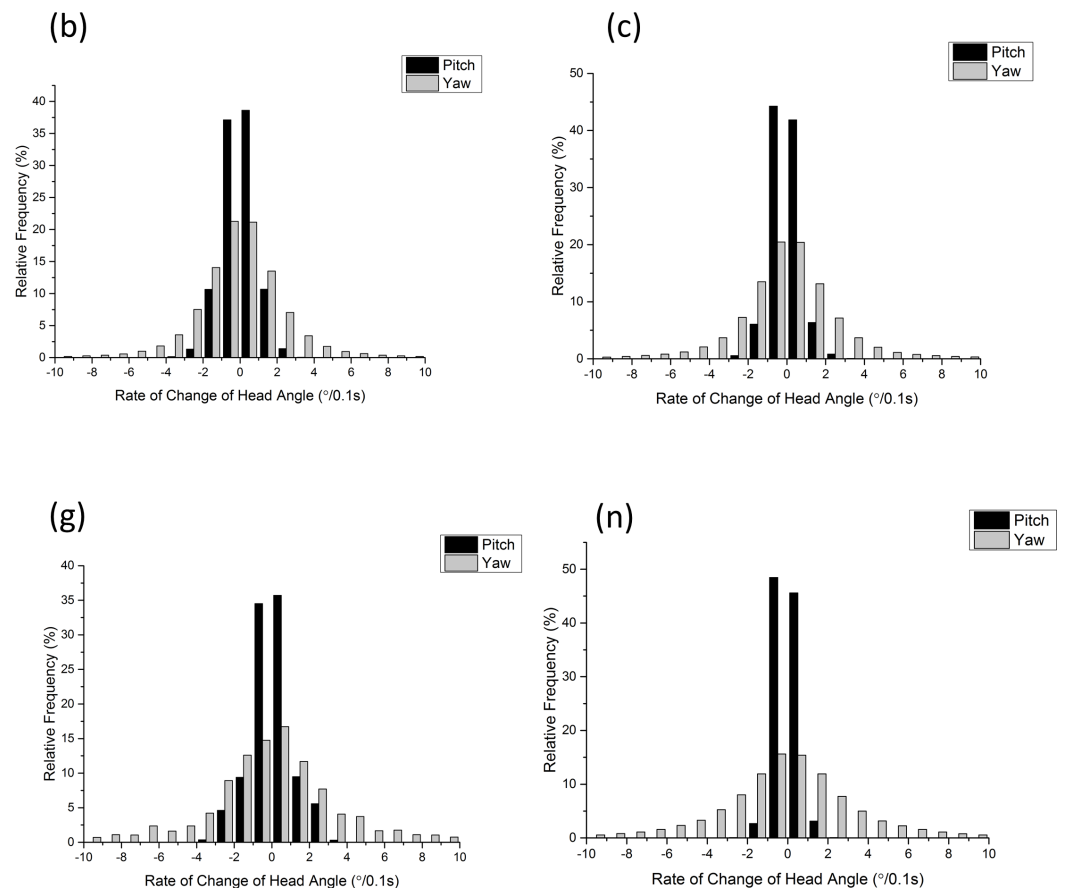 (b)
Pitch
Yaw
40
35
30
25
20
15
10
5
0
Relative Frequency (%)
-10 -8 -6 -4 -2 0 2 4 6 8 10
Rate of Change of Head Angle (°/0.1s)
(c)
Pitch
Yaw
50
40
30
20
10
0
Relative Frequency (%)
-10 -8 -6 -4 -2 0 2 4 6 8 10
Rate of Change of Head Angle (°/0.1s)
(g)
Pitch
Yaw
40
35
30
25
20
15
10
5
0
Relative Frequency (%)
-10 -8 -6 -4 -2 0 2 4 6 8 10
Rate of Change of Head Angle (°/0.1s)
(n)
Pitch
Yaw
50
40
30
20
10
0
Relative Frequency (%)
-10 -8 -6 -4 -2 0 2 4 6 8 10
Rate of Change of Head Angle (°/0.1s)